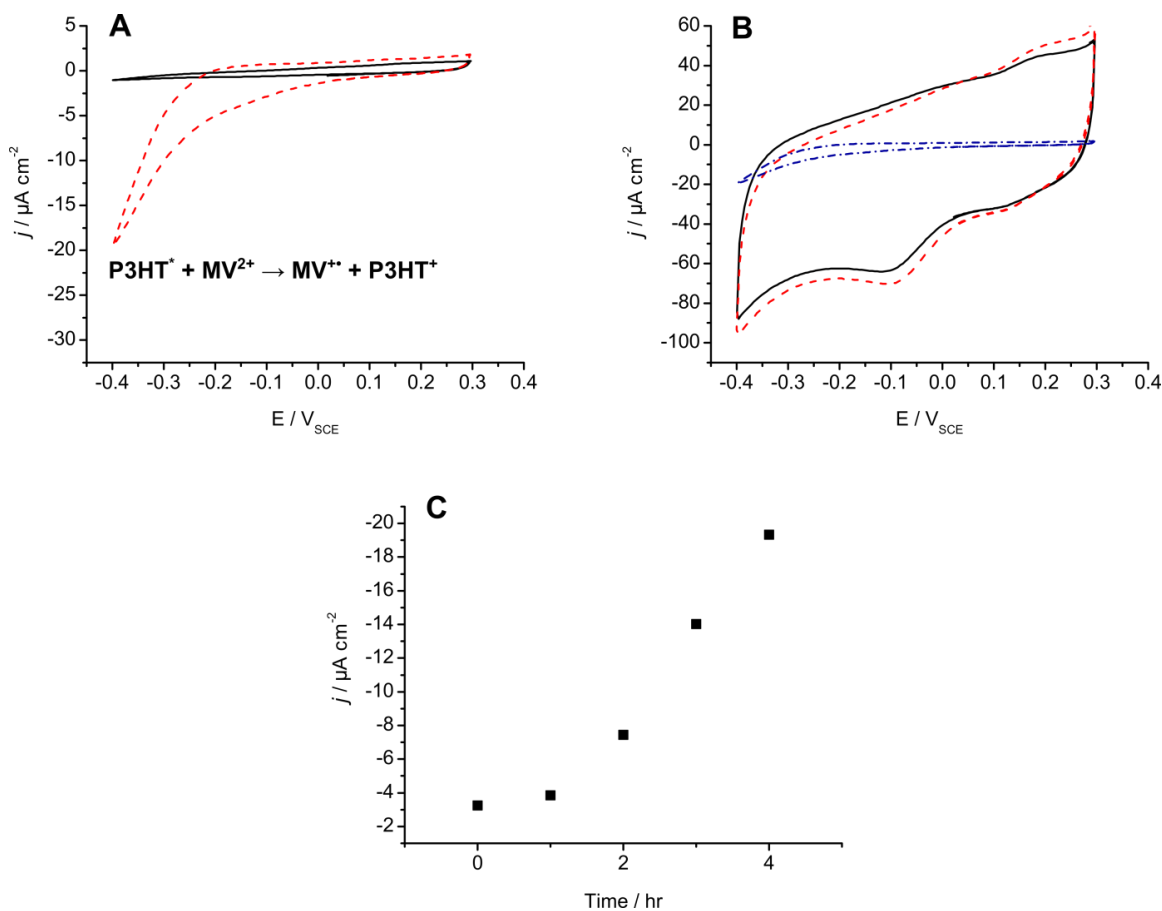 A
5
0
-5
-10
-15
-20
-25
-30
j / µA cm⁻²
P3HT* + MV²⁺ → MV⁺• + P3HT⁺
-0.4 -0.3 -0.2 -0.1 0.0 0.1 0.2 0.3 0.4
E / V_SCE
B
60
40
20
0
-20
-40
-60
-80
-100
j / µA cm⁻²
-0.4 -0.3 -0.2 -0.1 0.0 0.1 0.2 0.3 0.4
E / V_SCE
C
-20
-18
-16
-14
-12
-10
-8
-6
-4
-2
j / µA cm⁻²
0 2 4
Time / hr